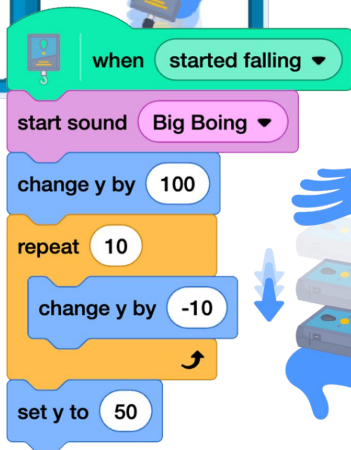 when started falling
start sound Big Boing
change y by 100
repeat 10
change y by -10
set y to 50